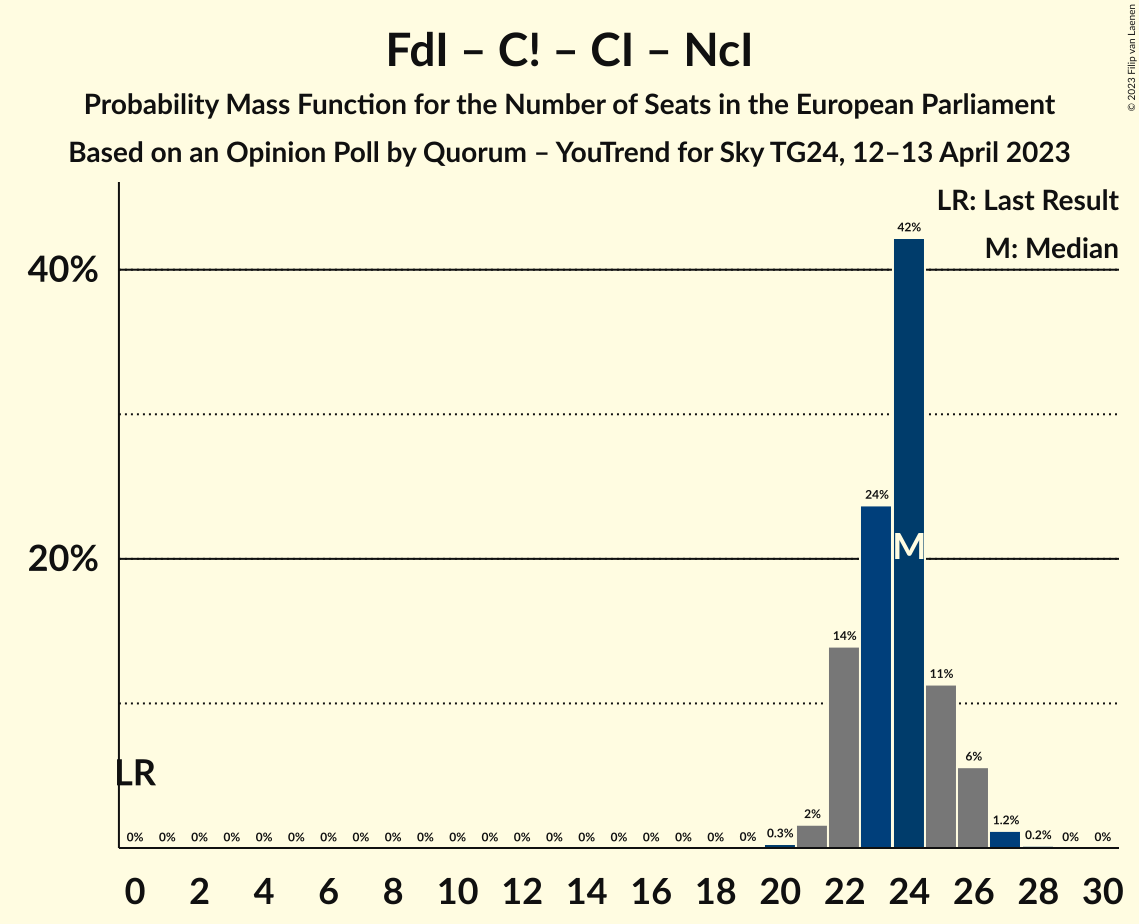 FdI – C! – CI – NcI
Probability Mass Function for the Number of Seats in the European Parliament
Based on an Opinion Poll by Quorum – YouTrend for Sky TG24, 12–13 April 2023
© 2023 Filip van Laenen
LR: Last Result
M: Median
42%
40%
24%
M
20%
14%
11%
6%
LR
0% 0% 0% 0% 0% 0% 0% 0% 0% 0% 0% 0% 0% 0% 0% 0% 0% 0% 0% 0% 0.3% 2% 1.2% 0.2% 0% 0%
0 2 4 6 8 10 12 14 16 18 20 22 24 26 28 30